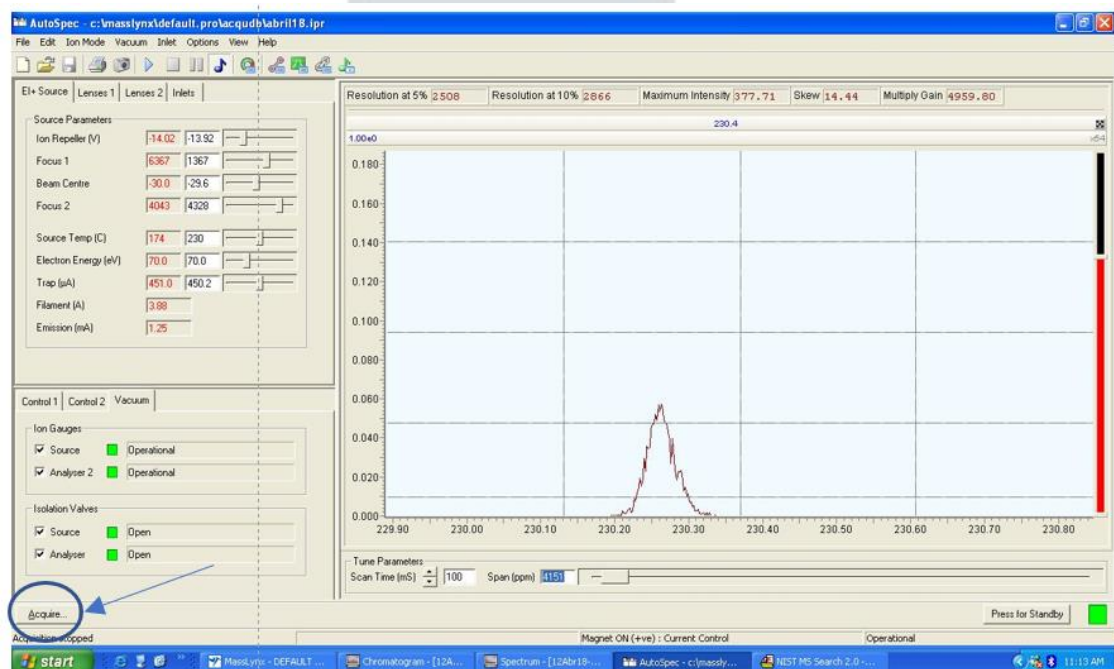 AutoSpec - c:\masslynx\default.pro\acqudb\abril18.ipr
File Edit Ion Mode Vacuum Inlet Options View Help
EI+ Source Lenses 1 Lenses 2 Inlets
Source Parameters
Ion Repeller (V) -14.02 -13.92
Focus 1 6367 1367
Beam Centre -30.0 -29.6
Focus 2 4043 4328
Source Temp (C) 174 230
Electron Energy (eV) 70.0 70.0
Trap (µA) 451.0 450.2
Filament (A) 3.88
Emission (mA) 1.25
Control 1 Control 2 Vacuum
Ion Gauges
Source Operational
Analyser 2 Operational
Isolation Valves
Source Open
Analyser Open
Acquire...
Resolution at 5% 2508 Resolution at 10% 2866 Maximum Intensity 377.71 Skew 14.44 Multiply Gain 4959.80
230.4
1.00e0 x64
0.180
0.160
0.140
0.120
0.100
0.080
0.060
0.040
0.020
0.000
229.90 230.00 230.10 230.20 230.30 230.40 230.50 230.60 230.70 230.80
Tune Parameters
Scan Time (mS) 100 Span (ppm) 4151
Press for Standby
Acquisition stopped Magnet ON (+ve) : Current Control Operational
start MassLynx - DEFAULT ... Chromatogram - [12A... Spectrum - [12Abr18-... AutoSpec - c:\massly... NIST MS Search 2.0 -... 11:13 AM